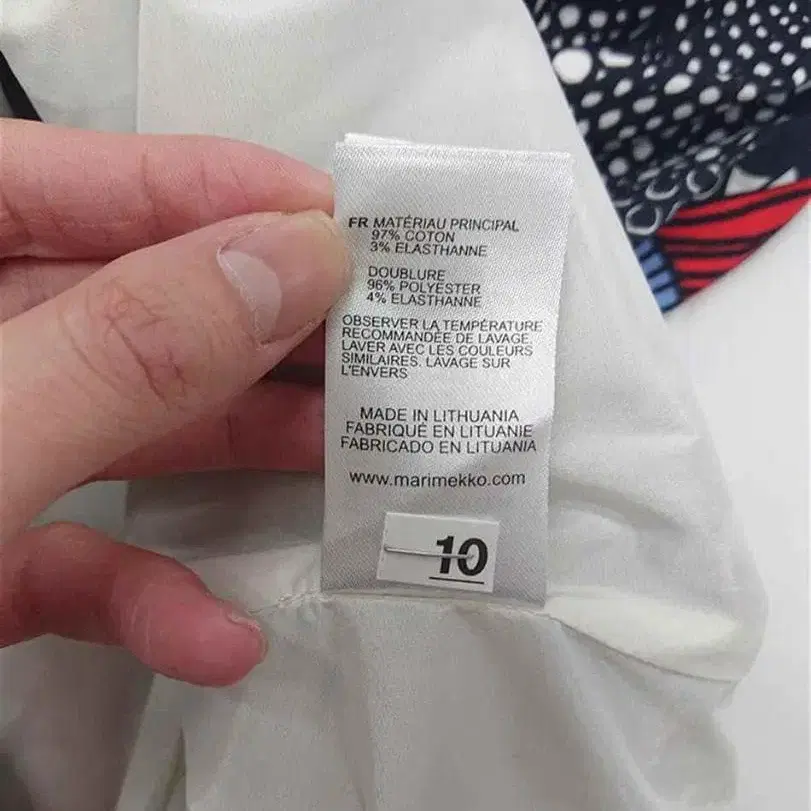 FR MATÉRIAU PRINCIPAL
97% COTON
3% ELASTHANNE
DOUBLURE
96% POLYESTER
4% ELASTHANNE
OBSERVER LA TEMPÉRATURE
RECOMMANDÉE DE LAVAGE.
LAVER AVEC LES COULEURS
SIMILAIRES. LAVAGE SUR
L'ENVERS
MADE IN LITHUANIA
FABRIQUÉ EN LITUANIE
FABRICADO EN LITUANIA
www.marimekko.com
10